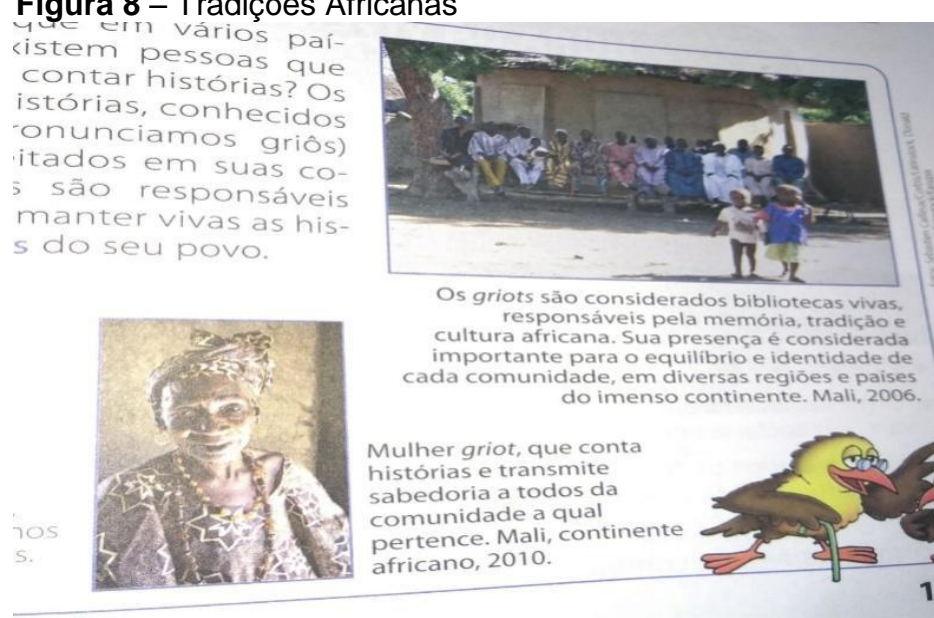 Figura 8 – Tradições Africanas
que em vários paí-
xistem pessoas que
contar histórias? Os
istórias, conhecidos
ronunciamos griôs)
itados em suas co-
s são responsáveis
manter vivas as his-
s do seu povo.
Os griots são considerados bibliotecas vivas,
responsáveis pela memória, tradição e
cultura africana. Sua presença é considerada
importante para o equilíbrio e identidade de
cada comunidade, em diversas regiões e países
do imenso continente. Mali, 2006.
Mulher griot, que conta
histórias e transmite
sabedoria a todos da
comunidade a qual
pertence. Mali, continente
africano, 2010.
nos
s.
1